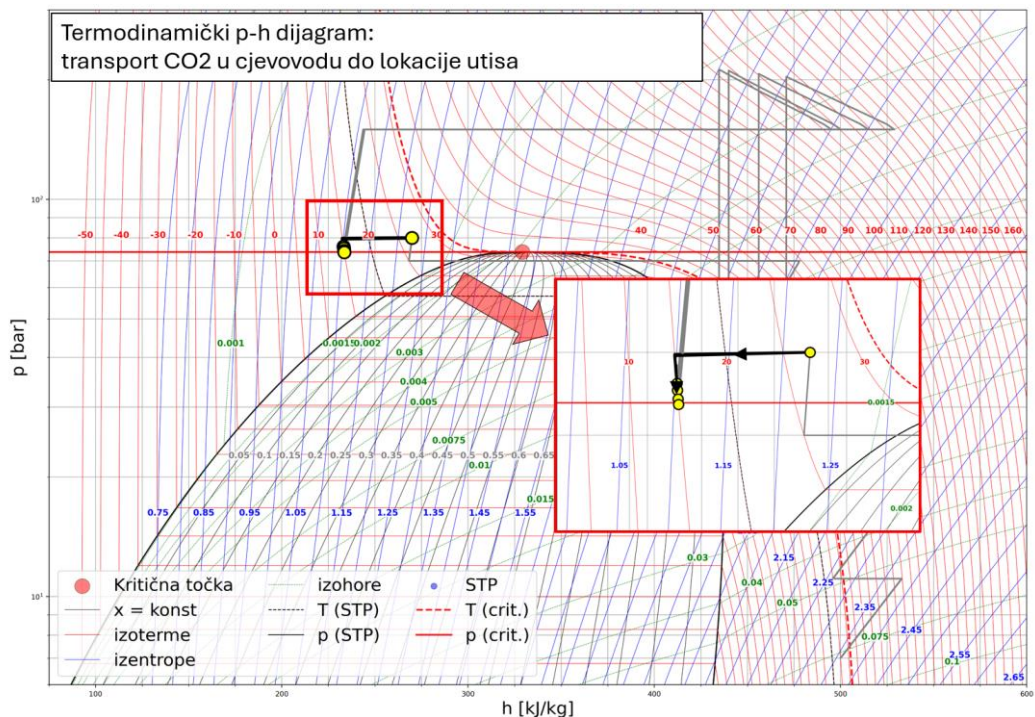 Termodinamički p-h dijagram:
transport CO2 u cjevovodu do lokacije utisa
10²
-50 -40 -30 -20 -10 0 10 20 30 40 50 60 70 80 90 100 110 120 130 140 150 160
p [bar]
0.001 0.0015 0.002
0.003
0.004
0.005
0.0075
0.05 0.1 0.15 0.2 0.25 0.3 0.35 0.4 0.45 0.5 0.55 0.6 0.65
0.01
0.015
0.75 0.85 0.95 1.05 1.15 1.25 1.35 1.45 1.55
10 20 30
0.0015
1.05 1.15 1.25
0.002
0.03
2.15
0.04
2.25
0.05
2.35
2.45
0.075
2.55
0.1
2.65
10¹
Kritična točka
x = konst
izoterme
izentrope
izohore
T (STP)
p (STP)
STP
T (crit.)
p (crit.)
100 200 300 400 500 600
h [kJ/kg]